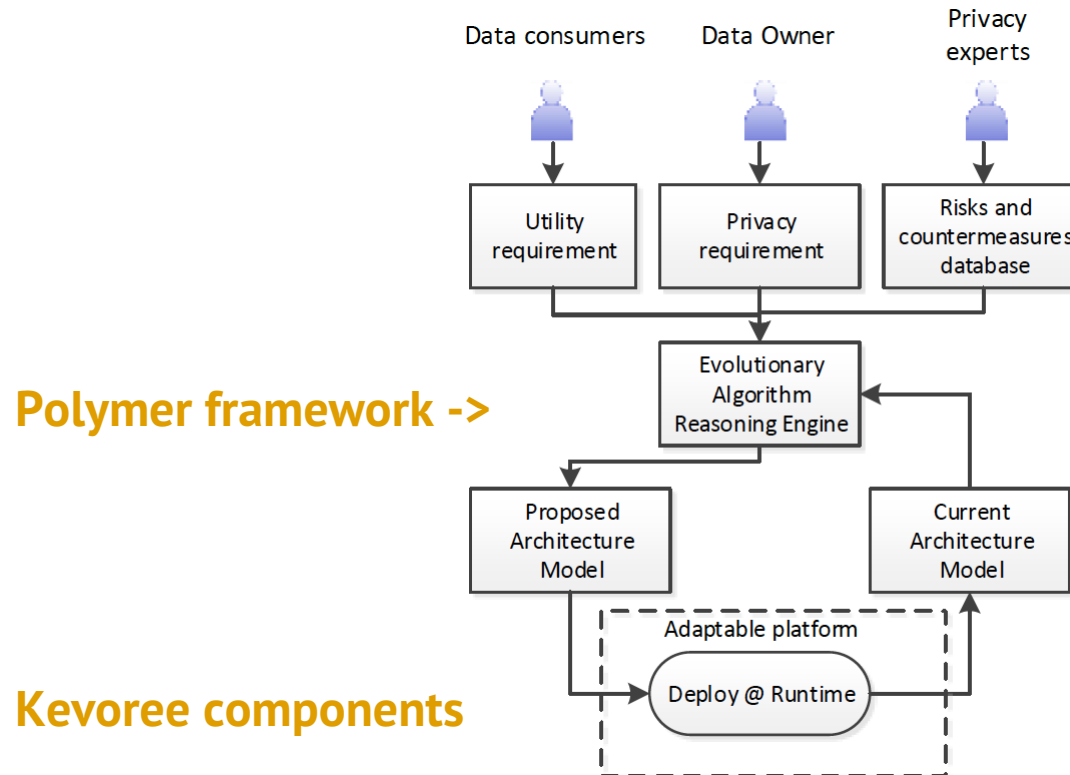 Data consumers
Data Owner
Privacy
experts
Utility
requirement
Privacy
requirement
Risks and
countermeasures
database
Evolutionary
Algorithm
Reasoning Engine
Polymer framework ->
Proposed
Architecture
Model
Current
Architecture
Model
Adaptable platform
Deploy @ Runtime
Kevoree components